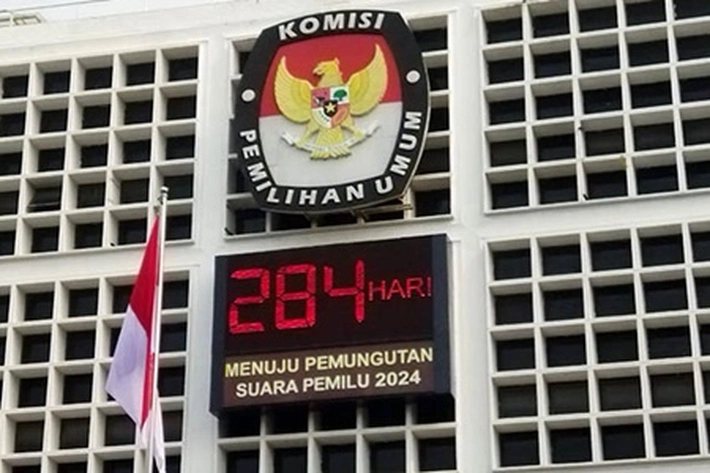 KOMISI
PEMILIHAN UMUM
284 HARI
MENUJU PEMUNGUTAN
SUARA PEMILU 2024